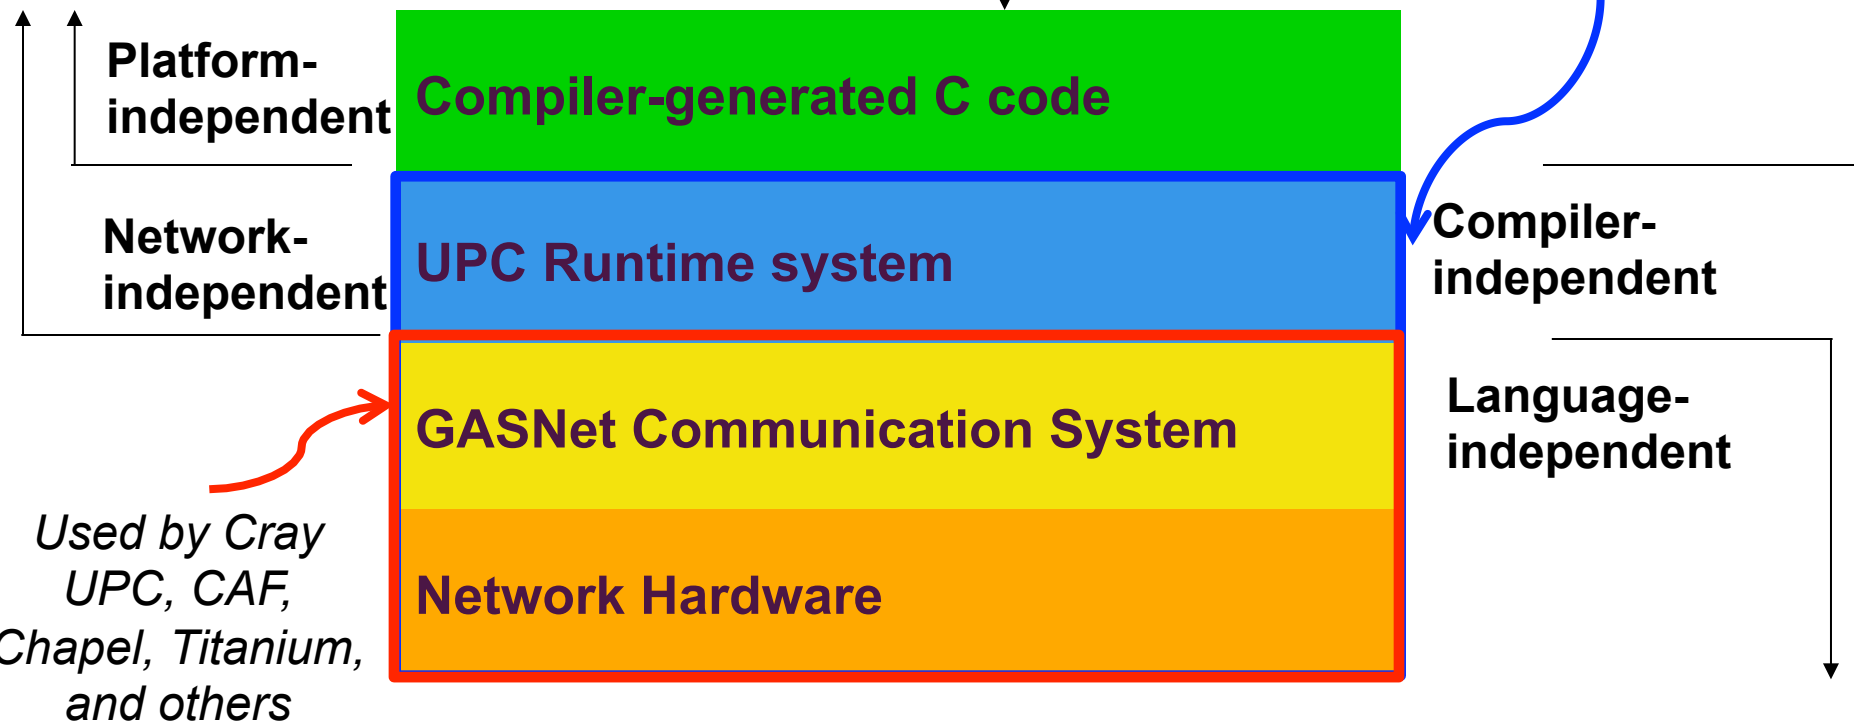 Platform-
independent
Compiler-generated C code
Network-
independent
UPC Runtime system
Compiler-
independent
GASNet Communication System
Language-
independent
Used by Cray
UPC, CAF,
Chapel, Titanium,
and others
Network Hardware